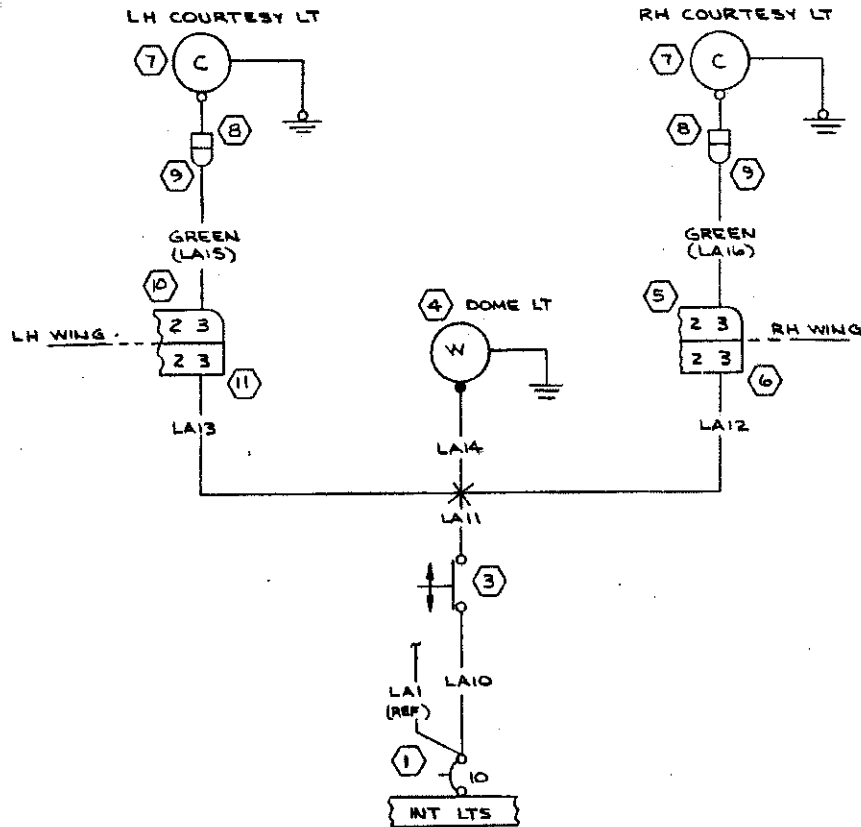 LH COURTESY LT
RH COURTESY LT
7
C
7
C
8
9
8
9
GREEN
(LA15)
GREEN
(LA16)
10
5
4 DOME LT
2 3
2 3
LH WING
W
RH WING
2 3
2 3
11
6
LA13
LA14
LA12
LA11
3
LA1
(REF)
LA10
1
10
INT LTS